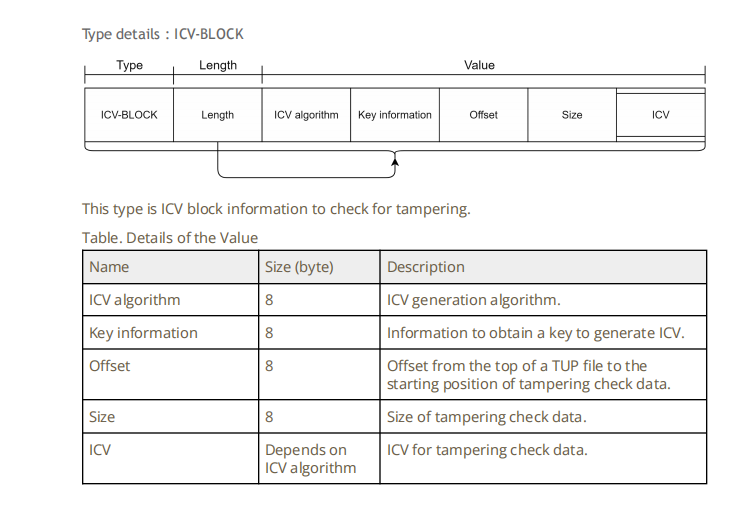 Type details : ICV-BLOCK
Type Length Value
ICV-BLOCK Length ICV algorithm Key information Offset Size ICV
This type is ICV block information to check for tampering.
Table. Details of the Value
Name Size (byte) Description
ICV algorithm 8 ICV generation algorithm.
Key information 8 Information to obtain a key to generate ICV.
Offset 8 Offset from the top of a TUP file to the
starting position of tampering check data.
Size 8 Size of tampering check data.
ICV Depends on ICV for tampering check data.
ICV algorithm